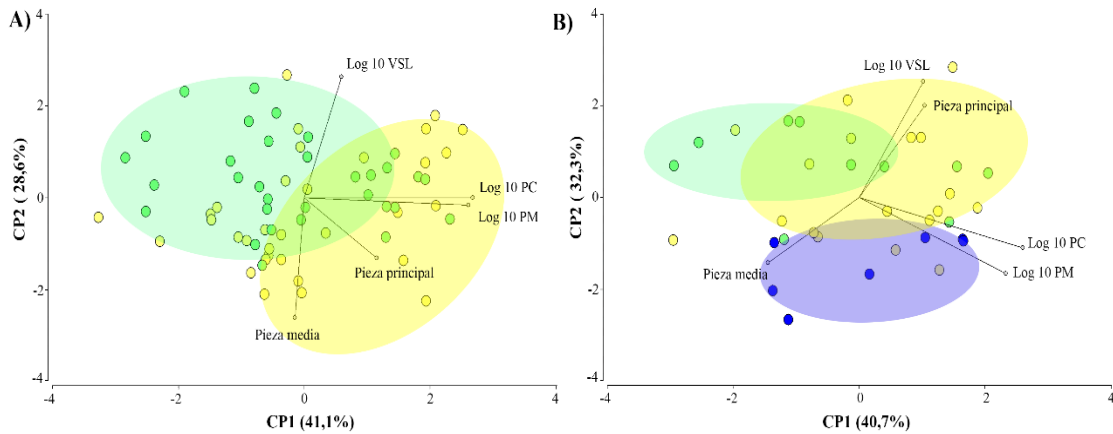 A)
4
2
0
-2
-4
CP2 ( 28,6%)
Log 10 VSL
Log 10 PC
Log 10 PM
Pieza principal
Pieza media
-4
-2
0
2
4
CP1 (41,1%)
B)
4
2
0
-2
-4
CP2 ( 32,3%)
Log 10 VSL
Pieza principal
Pieza media
Log 10 PC
Log 10 PM
-4
-2
0
2
4
CP1 (40,7%)